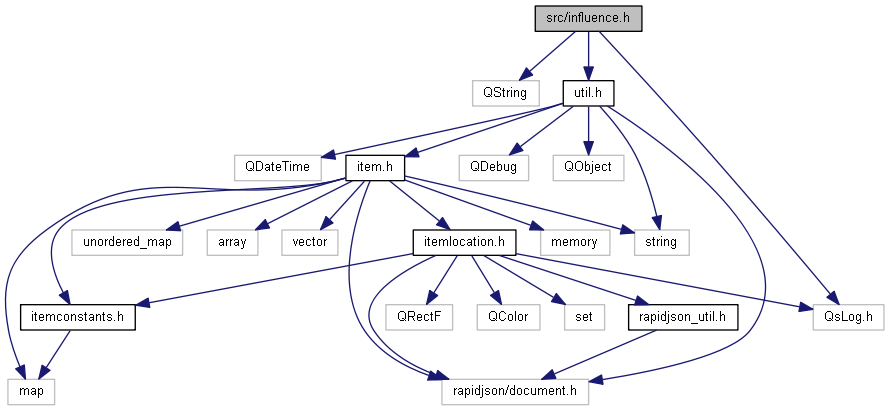 src/influence.h
QString
util.h
QDateTime
item.h
QDebug
QObject
unordered_map
array
vector
itemlocation.h
memory
string
itemconstants.h
QRectF
QColor
set
rapidjson_util.h
QsLog.h
map
rapidjson/document.h